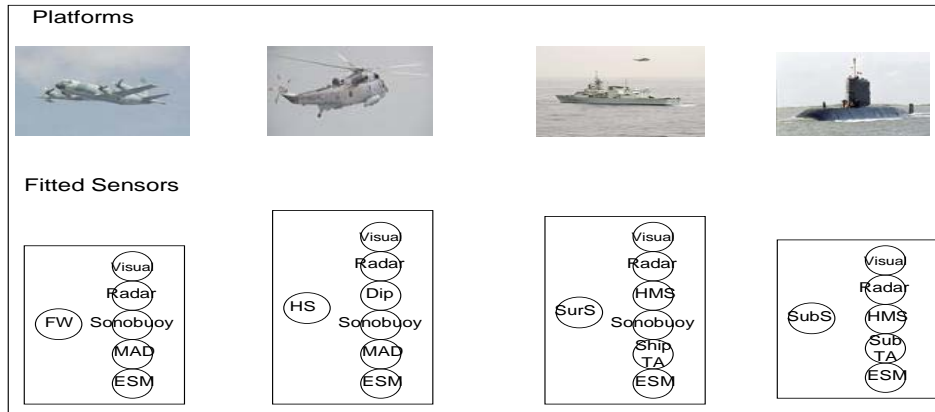 Platforms
Fitted Sensors
FW
Visual
Radar
Sonobuoy
MAD
ESM
HS
Visual
Radar
Dip
Sonobuoy
MAD
ESM
SurS
Visual
Radar
HMS
Sonobuoy
Ship
TA
ESM
SubS
Visual
Radar
HMS
Sub
TA
ESM